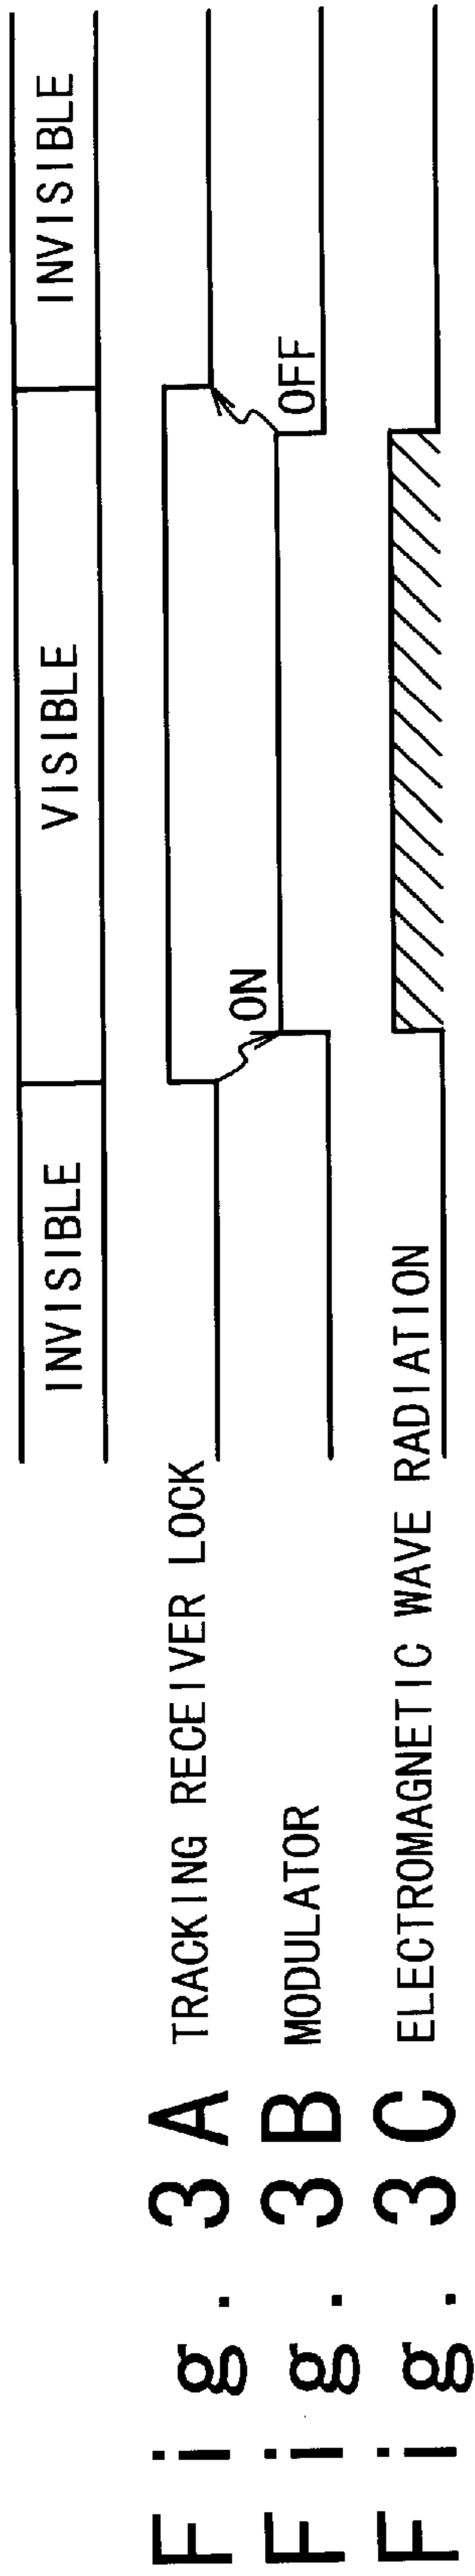 INVISIBLE VISIBLE INVISIBLE
Fig. 3A TRACKING RECEIVER LOCK
ON
Fig. 3B MODULATOR
OFF
Fig. 3C ELECTROMAGNETIC WAVE RADIATION